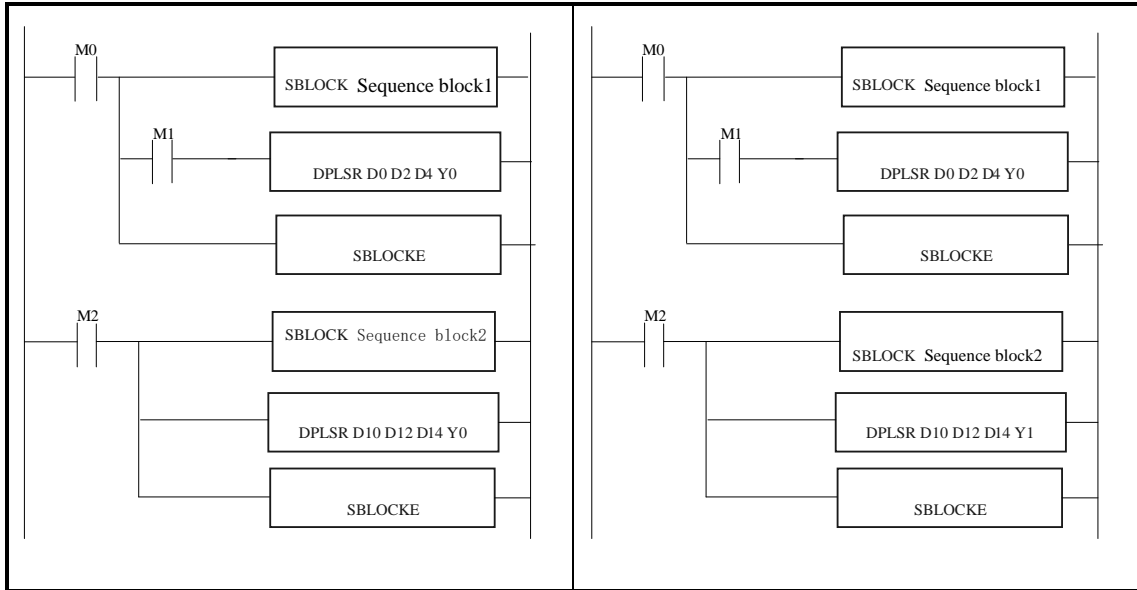 M0
SBLOCK Sequence block1
M1
DPLSR D0 D2 D4 Y0
SBLOCKE
M2
SBLOCK Sequence block2
DPLSR D10 D12 D14 Y0
SBLOCKE
M0
SBLOCK Sequence block1
M1
DPLSR D0 D2 D4 Y0
SBLOCKE
M2
SBLOCK Sequence block2
DPLSR D10 D12 D14 Y1
SBLOCKE